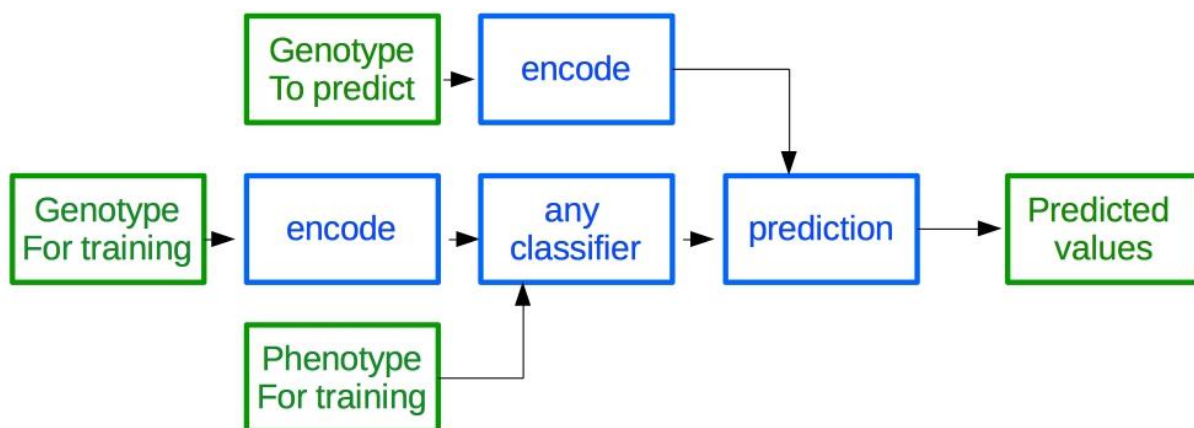 Genotype
To predict
encode
Genotype
For training
encode
any
classifier
prediction
Predicted
values
Phenotype
For training